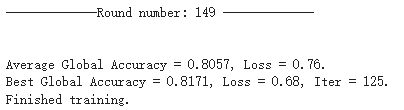 ——————Round number: 149 ——————
Average Global Accuracy = 0.8057, Loss = 0.76.
Best Global Accuracy = 0.8171, Loss = 0.68, Iter = 125.
Finished training.